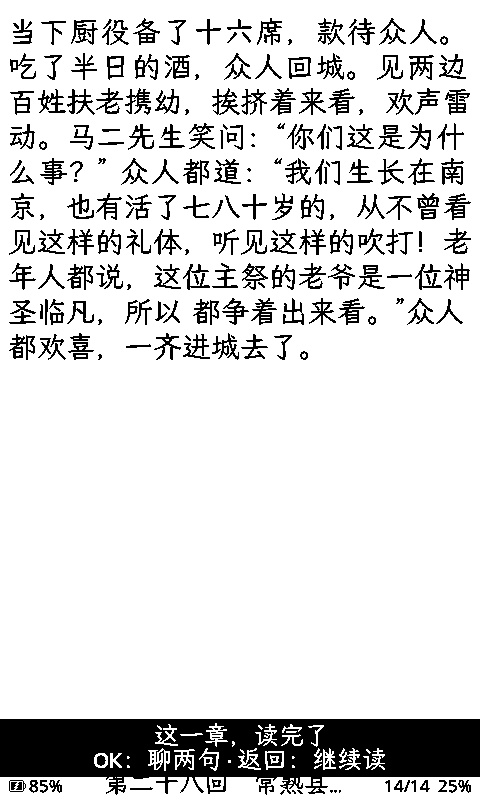 当下厨役备了十六席，款待众人。
吃了半日的酒，众人回城。见两边
百姓扶老携幼，挨挤着来看，欢声雷
动。马二先生笑问：“你们这是为什
么事？”众人都道：“我们生长在南
京，也有活了七八十岁的，从不曾看
见这样的礼体，听见这样的吹打！老
年人都说，这位主祭的老爷是一位神
圣临凡，所以 都争着出来看。”众人
都欢喜，一齐进城去了。
这一章，读完了
OK：聊两句·返回：继续读
85% 第二十八回 常熟县… 14/14 25%